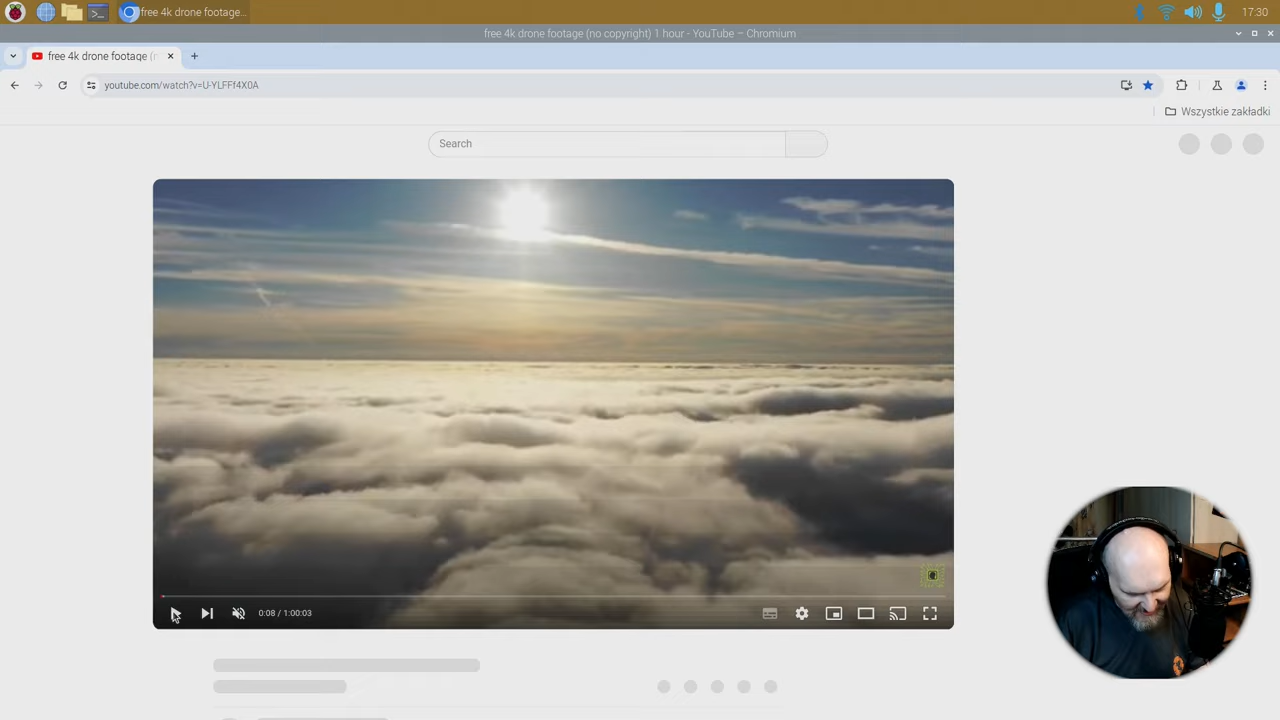 free 4k drone footage...
17:30
free 4k drone footage (no copyright) 1 hour - YouTube – Chromium
free 4k drone footage (n
youtube.com/watch?v=U-YLFFf4X0A
Wszystkie zakładki
Search
0:08 / 1:00:03